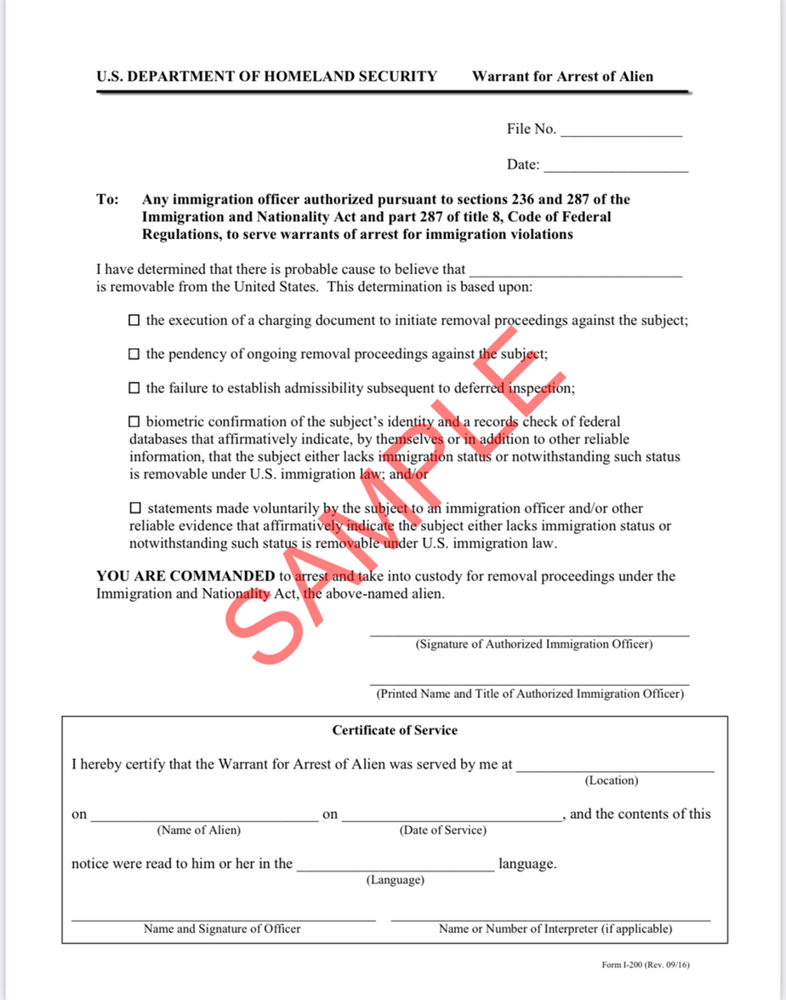 U.S. DEPARTMENT OF HOMELAND SECURITY Warrant for Arrest of Alien
File No. _________________
Date: ___________________
To: Any immigration officer authorized pursuant to sections 236 and 287 of the
Immigration and Nationality Act and part 287 of title 8, Code of Federal
Regulations, to serve warrants of arrest for immigration violations
I have determined that there is probable cause to believe that ____________________________
is removable from the United States. This determination is based upon:
☐ the execution of a charging document to initiate removal proceedings against the subject;
☐ the pendency of ongoing removal proceedings against the subject;
☐ the failure to establish admissibility subsequent to deferred inspection;
☐ biometric confirmation of the subject’s identity and a records check of federal
databases that affirmatively indicate, by themselves or in addition to other reliable
information, that the subject either lacks immigration status or notwithstanding such status
is removable under U.S. immigration law; and/or
☐ statements made voluntarily by the subject to an immigration officer and/or other
reliable evidence that affirmatively indicate the subject either lacks immigration status or
notwithstanding such status is removable under U.S. immigration law.
YOU ARE COMMANDED to arrest and take into custody for removal proceedings under the
Immigration and Nationality Act, the above-named alien.
SAMPLE
__________________________________________
(Signature of Authorized Immigration Officer)
__________________________________________
(Printed Name and Title of Authorized Immigration Officer)
Certificate of Service
I hereby certify that the Warrant for Arrest of Alien was served by me at __________________________
(Location)
on ______________________________ on _____________________________, and the contents of this
(Name of Alien) (Date of Service)
notice were read to him or her in the __________________________ language.
(Language)
________________________________________ __________________________________________
Name and Signature of Officer Name or Number of Interpreter (if applicable)
Form I-200 (Rev. 09/16)